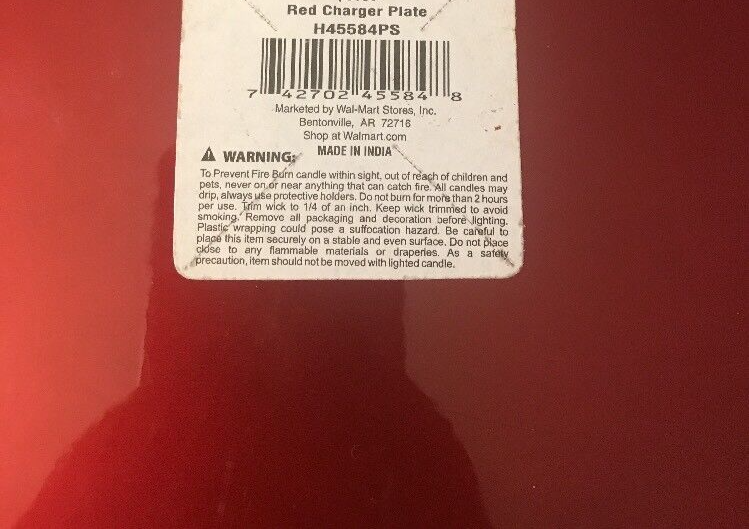 Red Charger Plate
H45584PS
7 42702 45584 8
Marketed by Wal-Mart Stores, Inc.
Bentonville, AR 72716
Shop at Walmart.com
MADE IN INDIA
WARNING:
To Prevent Fire Burn candle within sight, out of reach of children and
pets, never on or near anything that can catch fire. All candles may
drip, always use protective holders. Do not burn for more than 2 hours
per use. Trim wick to 1/4 of an inch. Keep wick trimmed to avoid
smoking. Remove all packaging and decoration before lighting.
Plastic wrapping could pose a suffocation hazard. Be careful to
place this item securely on a stable and even surface. Do not place
close to any flammable materials or draperies. As a safety
precaution, item should not be moved with lighted candle.